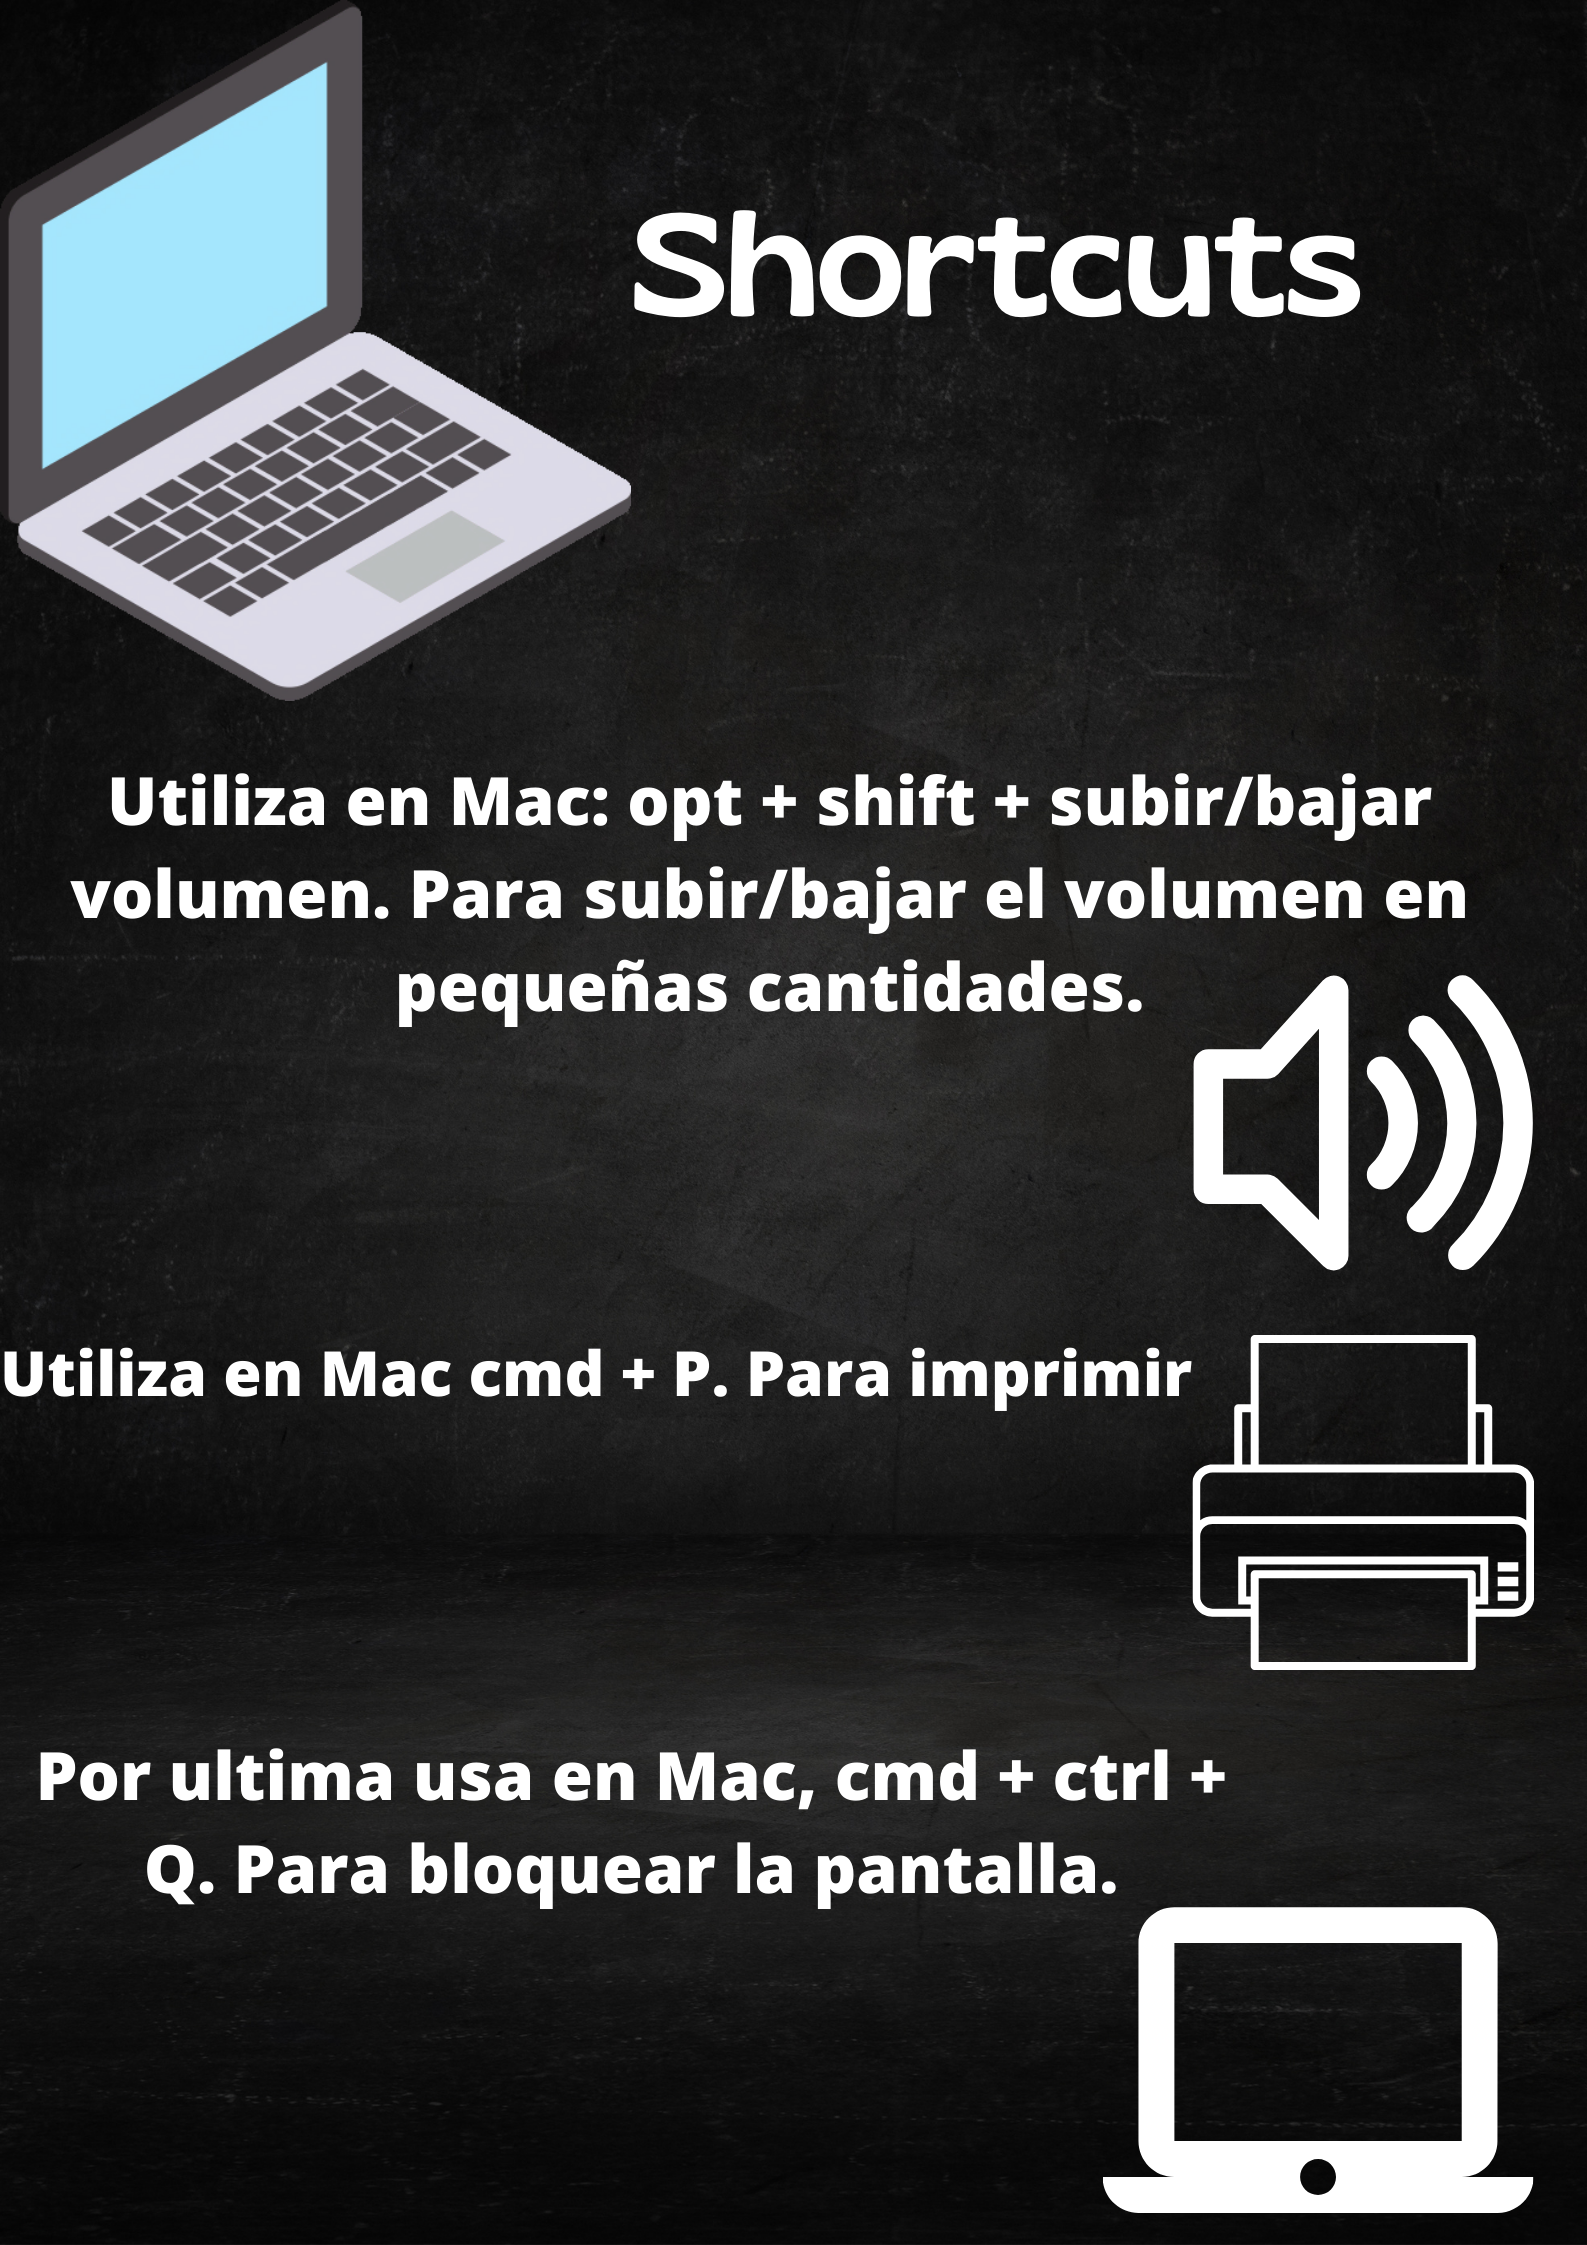 Shortcuts
Utiliza en Mac: opt + shift + subir/bajar
volumen. Para subir/bajar el volumen en
pequeñas cantidades.
Utiliza en Mac cmd + P. Para imprimir
Por ultima usa en Mac, cmd + ctrl +
Q. Para bloquear la pantalla.